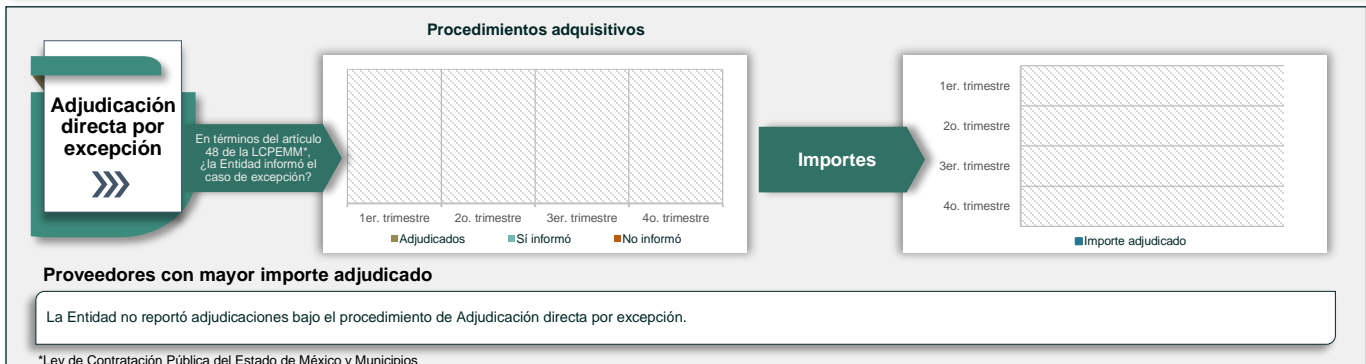 Procedimientos adquisitivos
Adjudicación
directa por
excepción
En términos del artículo
48 de la LCPEMM*,
¿la Entidad informó el
caso de excepción?
1er. trimestre 2o. trimestre 3er. trimestre 4o. trimestre
Adjudicados Sí informó No informó
Importes
1er. trimestre
2o. trimestre
3er. trimestre
4o. trimestre
Importe adjudicado
Proveedores con mayor importe adjudicado
La Entidad no reportó adjudicaciones bajo el procedimiento de Adjudicación directa por excepción.
*Ley de Contratación Pública del Estado de México y Municipios